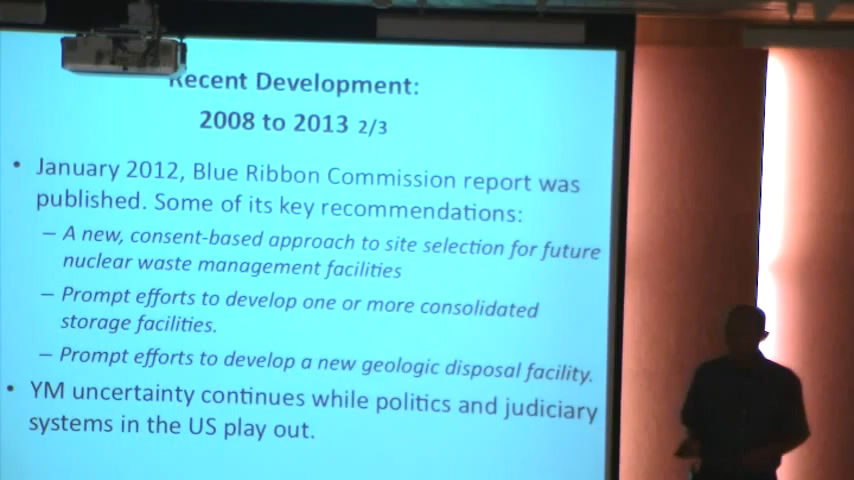 Recent Development:
2008 to 2013 2/3
• January 2012, Blue Ribbon Commission report was
published. Some of its key recommendations:
– A new, consent-based approach to site selection for future
nuclear waste management facilities
– Prompt efforts to develop one or more consolidated
storage facilities.
– Prompt efforts to develop a new geologic disposal facility.
• YM uncertainty continues while politics and judiciary
systems in the US play out.